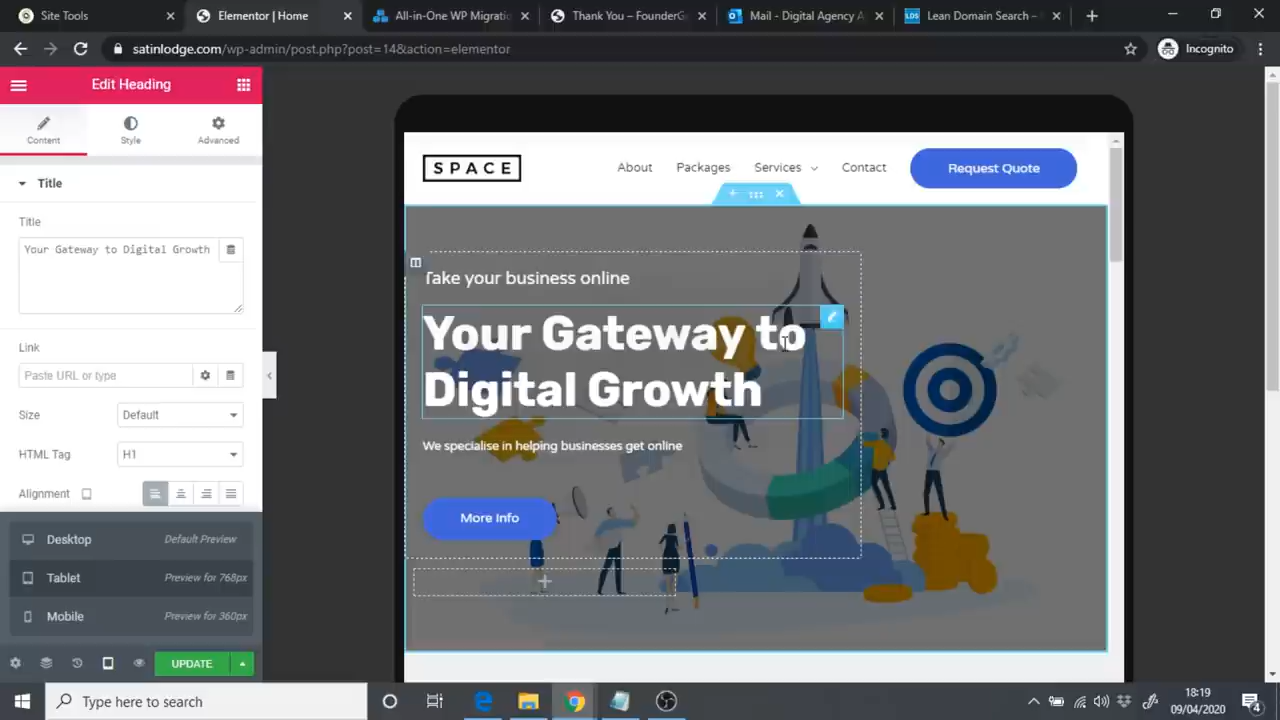 Site Tools
Elementor | Home
All-in-One WP Migratio
Thank You – FounderG
Mail - Digital Agency A
Lean Domain Search –
satinlodge.com/wp-admin/post.php?post=14&action=elementor
Incognito
Edit Heading
Content
Style
Advanced
Title
Title
Your Gateway to Digital Growth
Link
Paste URL or type
Size
Default
HTML Tag
H1
Alignment
Desktop
Default Preview
Tablet
Preview for 768px
Mobile
Preview for 360px
UPDATE
SPACE
About
Packages
Services
Contact
Request Quote
Take your business online
Your Gateway to
Digital Growth
We specialise in helping businesses get online
More Info
Type here to search
18:19
09/04/2020
4